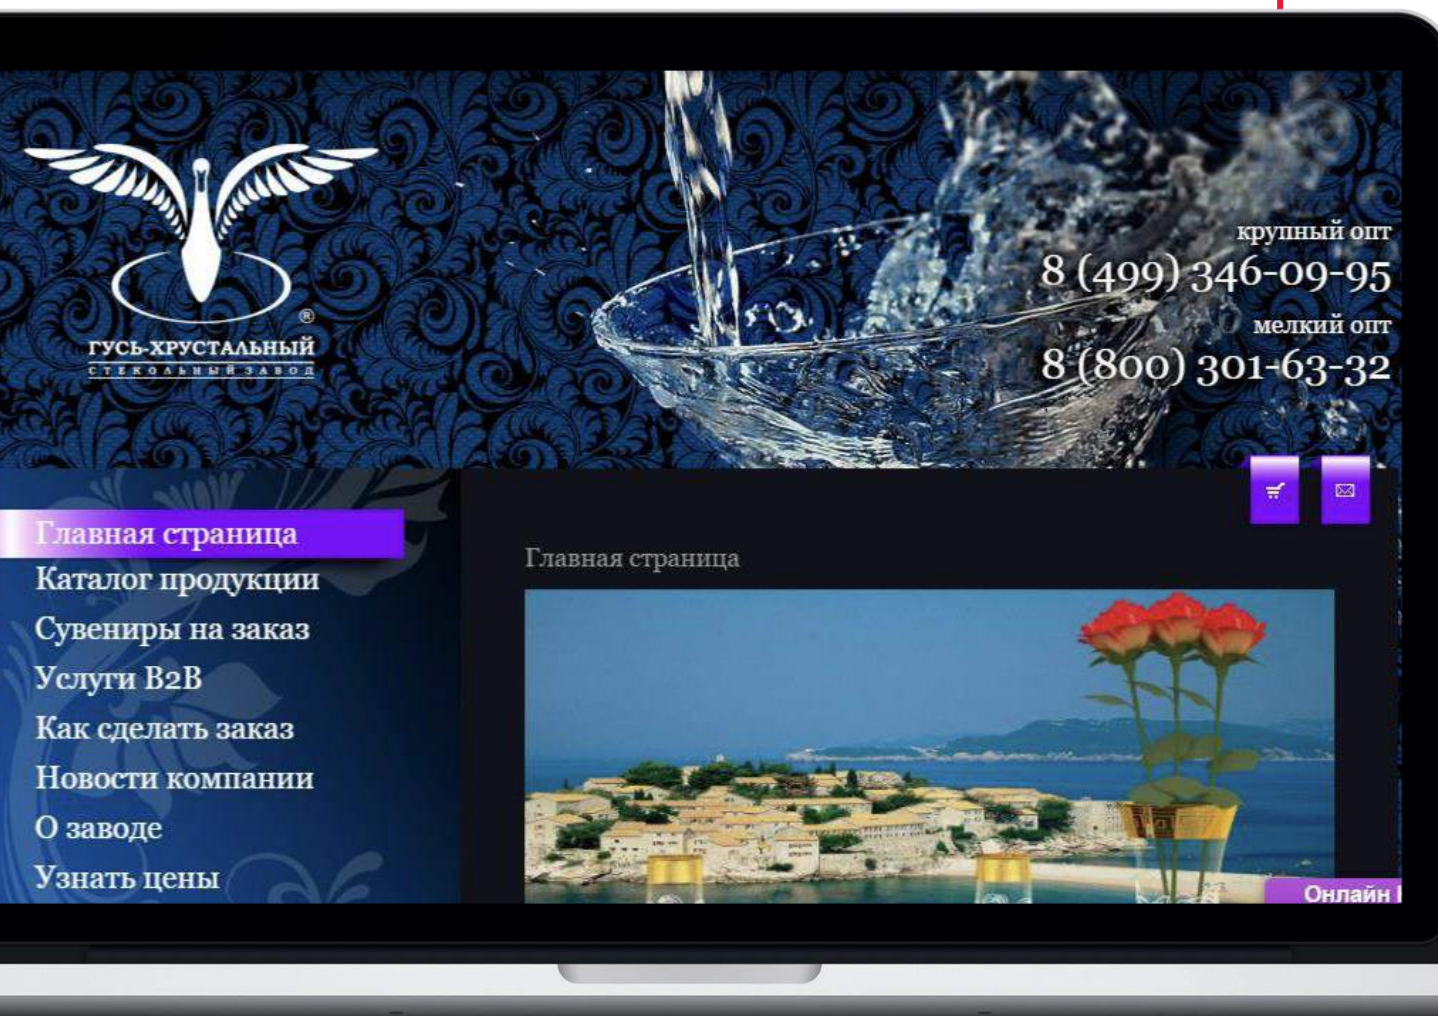 ®
ГУСЬ-ХРУСТАЛЬНЫЙ
СТЕКОЛЬНЫЙ ЗАВОД
крупный опт
8 (499) 346-09-95
мелкий опт
8 (800) 301-63-32
Главная страница
Каталог продукции
Сувениры на заказ
Услуги B2B
Как сделать заказ
Новости компании
О заводе
Узнать цены
Главная страница
Онлайн